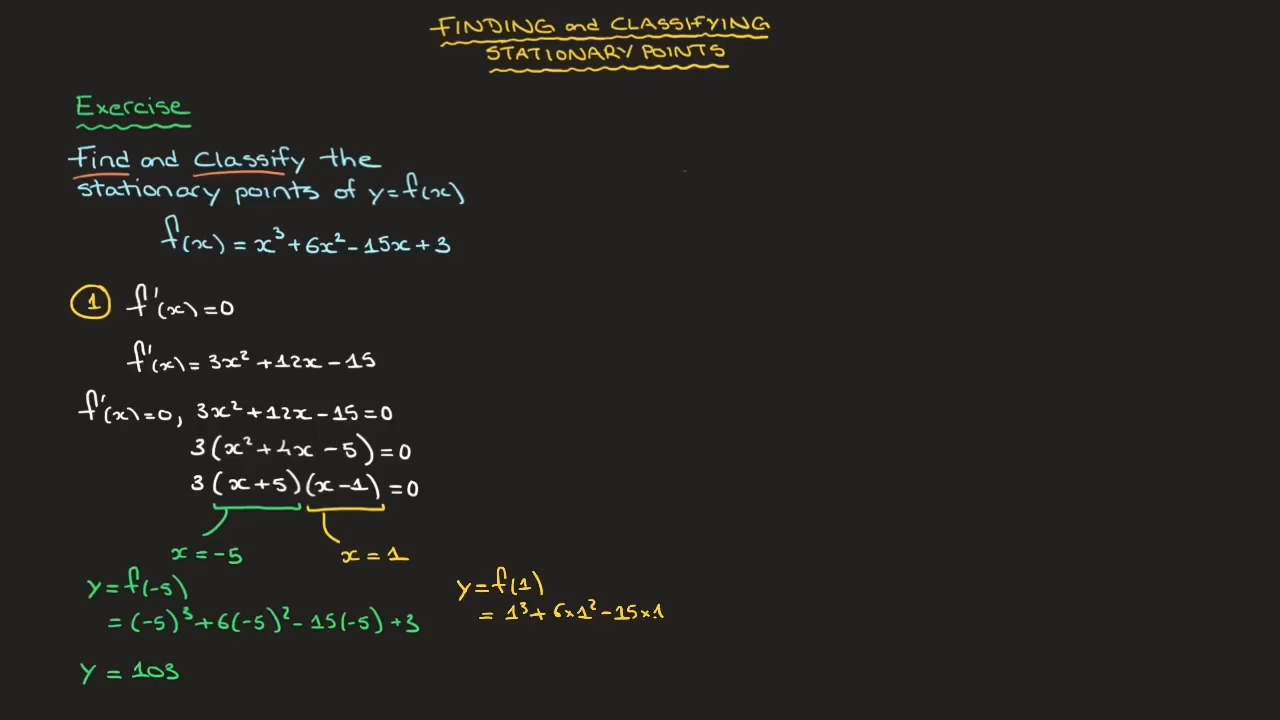 FINDING and CLASSIFYING
STATIONARY POINTS
Exercise
Find and Classify the
stationary points of y=f(x)
f(x) = x³+6x²-15x+3
1 f'(x)=0
f'(x)= 3x²+12x-15
f'(x)=0, 3x²+12x-15=0
3(x²+4x-5)=0
3(x+5)(x-1)=0
x=-5
x=1
y=f(-5)
=(-5)³+6(-5)²-15(-5)+3
y=103
y=f(1)
= 1³+6×1²-15×1